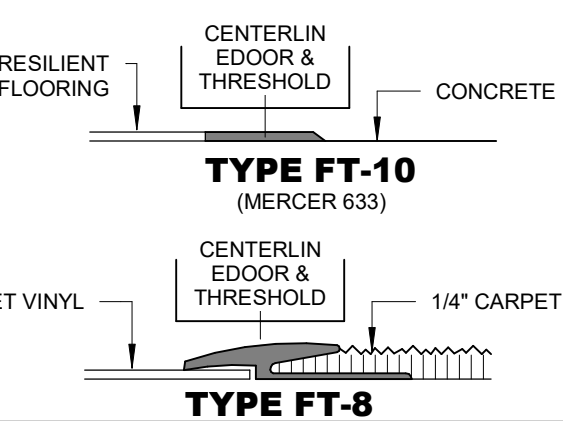 RESILIENT
FLOORING
CENTERLIN
EDOOR &
THRESHOLD
CONCRETE
TYPE FT-10
(MERCER 633)
CENTERLIN
EDOOR &
THRESHOLD
VINYL
1/4" CARPET
TYPE FT-8